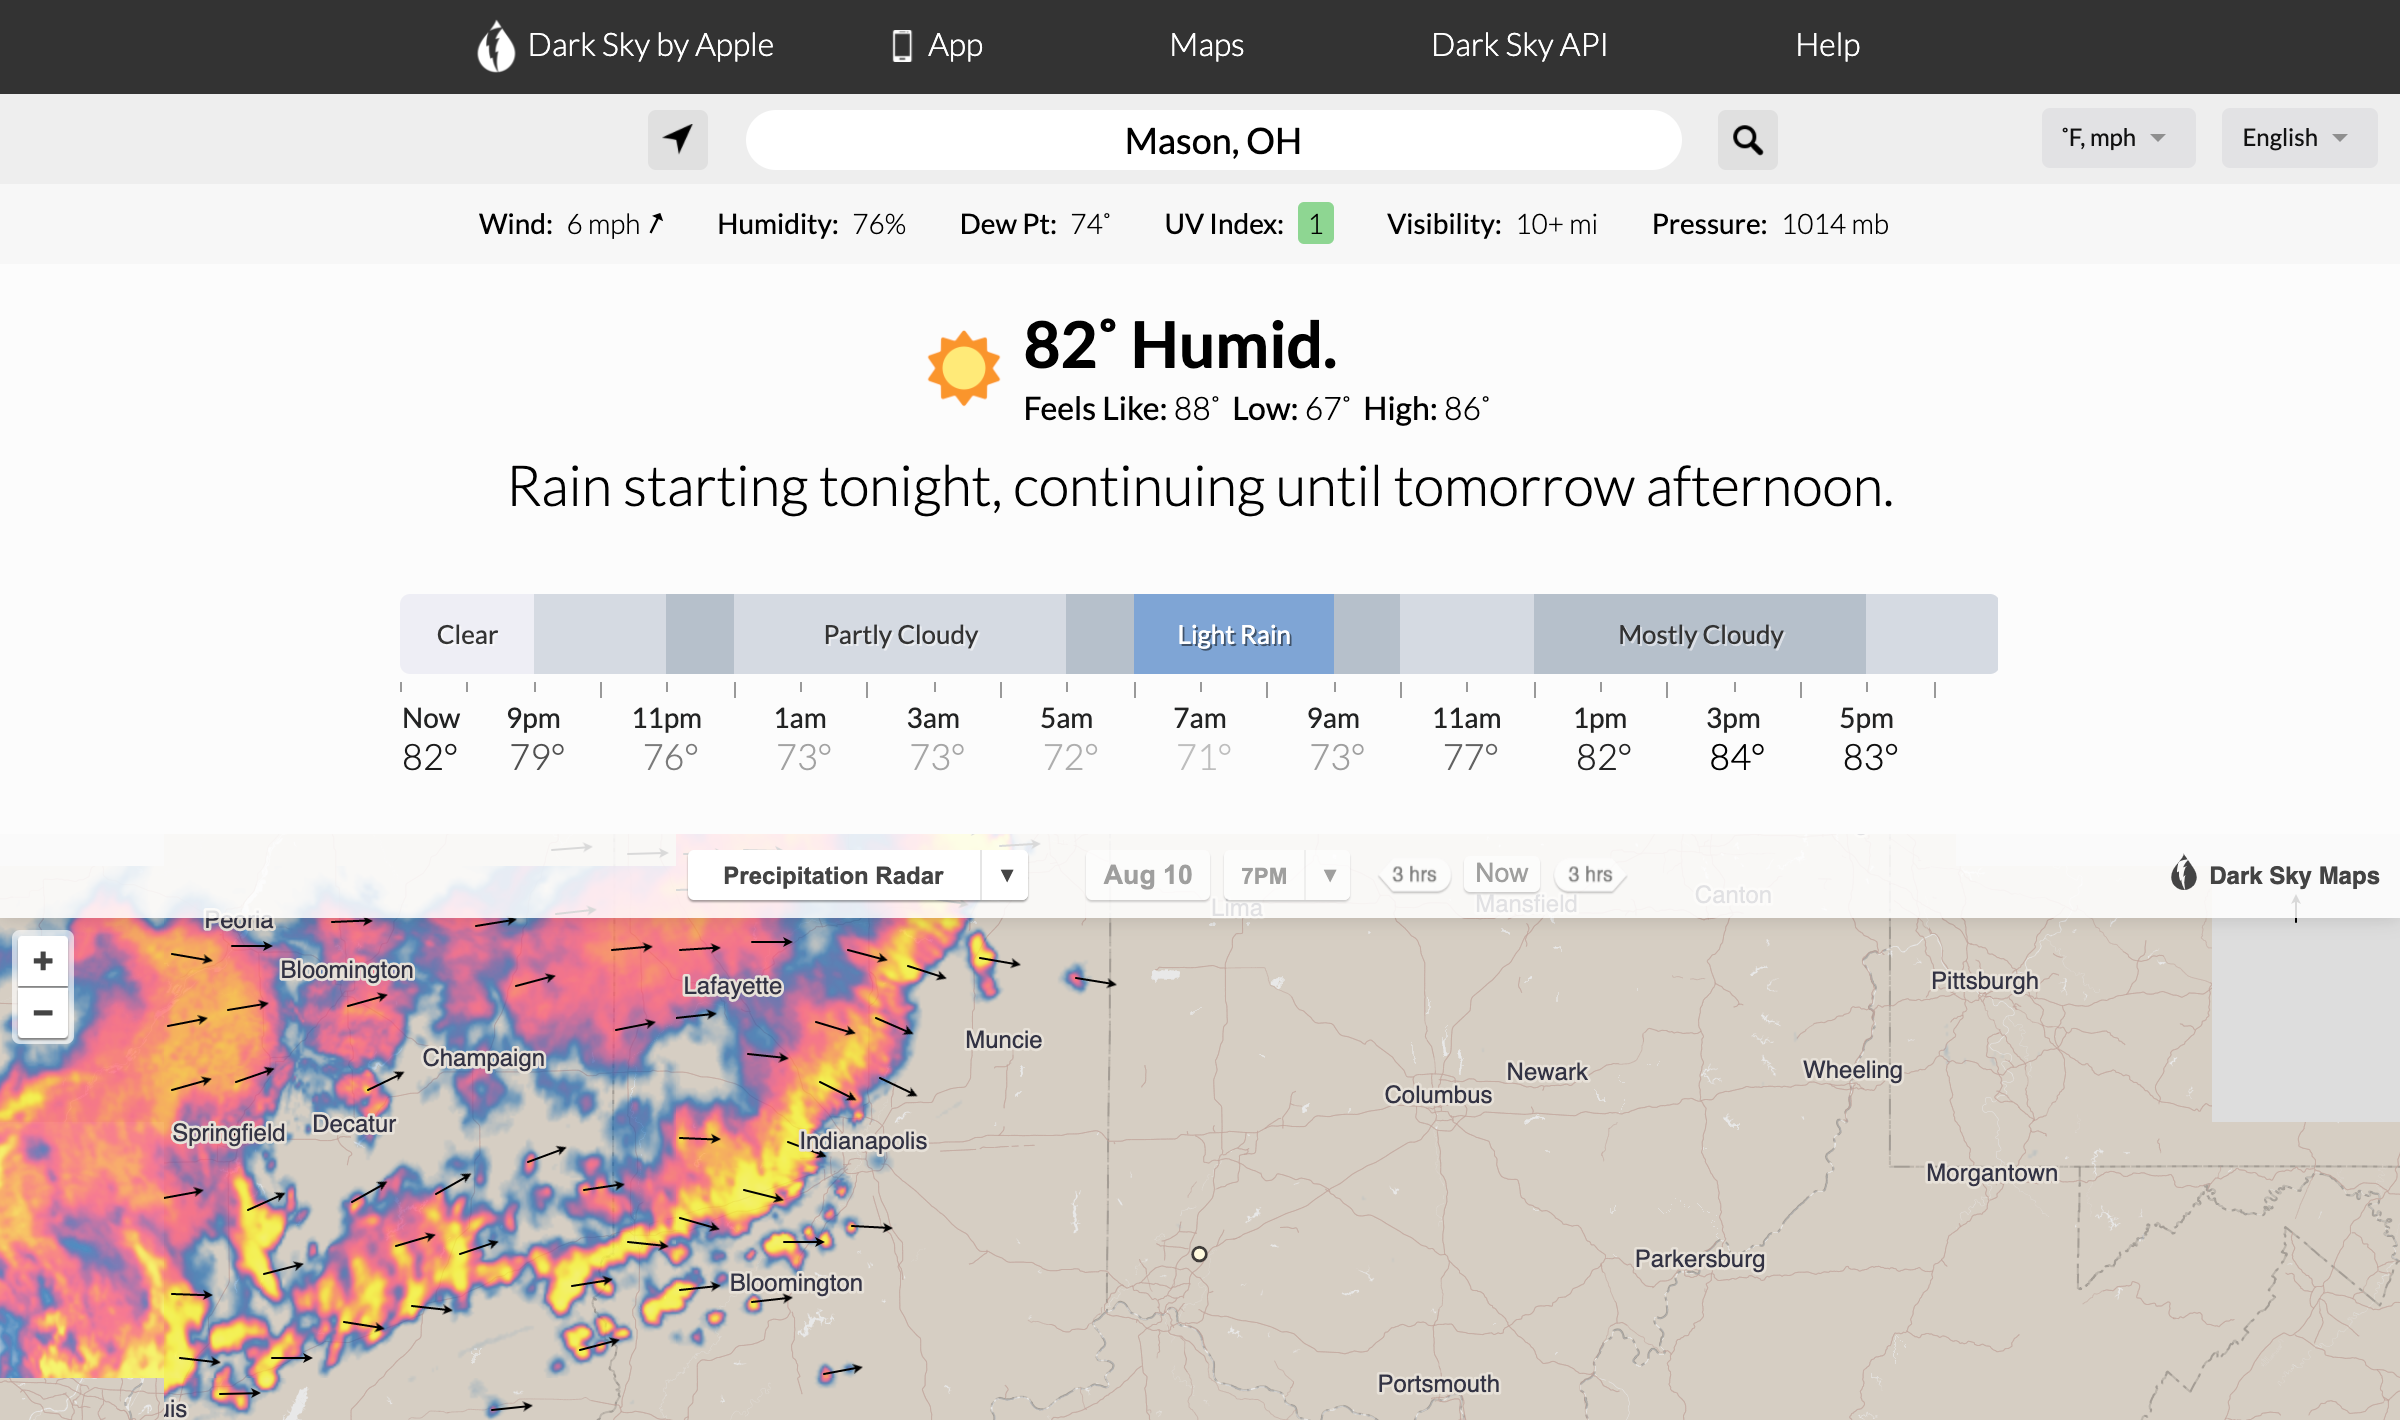 Dark Sky by Apple App Maps Dark Sky API Help
Mason, OH ˚F, mph English
Wind: 6 mph Humidity: 76% Dew Pt: 74˚ UV Index: 1 Visibility: 10+ mi Pressure: 1014 mb
82˚ Humid.
Feels Like: 88˚ Low: 67˚ High: 86˚
Rain starting tonight, continuing until tomorrow afternoon.
Clear Partly Cloudy Light Rain Mostly Cloudy
Now 9pm 11pm 1am 3am 5am 7am 9am 11am 1pm 3pm 5pm
82° 79° 76° 73° 73° 72° 71° 73° 77° 82° 84° 83°
Precipitation Radar ▼ Aug 10 7PM ▼ 3 hrs Now 3 hrs Dark Sky Maps
Lima Mansfield Canton
Peoria
+
−
Bloomington
Lafayette
Pittsburgh
Muncie
Champaign
Newark
Wheeling
Columbus
Decatur
Springfield
Indianapolis
Morgantown
Parkersburg
Bloomington
Portsmouth
uis